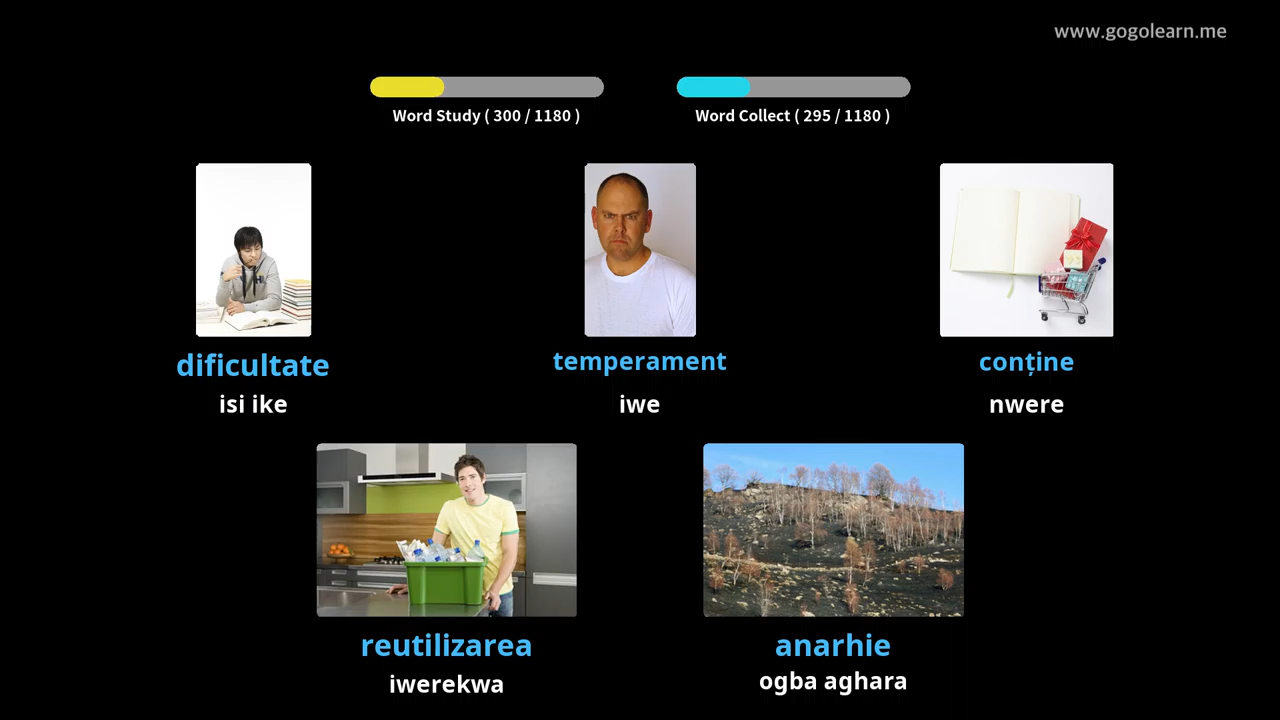 www.gogolearn.me
Word Study ( 300 / 1180 )
Word Collect ( 295 / 1180 )
dificultate
isi ike
temperament
iwe
conține
nwere
reutilizarea
iwerekwa
anarhie
ogba aghara